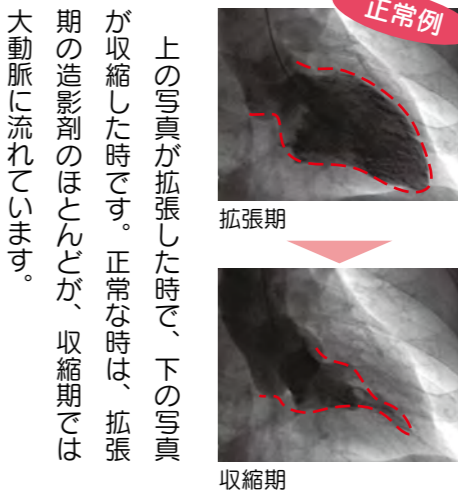 正常例
拡張期
収縮期
上の写真が拡張した時で、下の写真
が収縮した時です。正常な時は、拡張
期の造影剤のほとんどが、収縮期では
大動脈に流れています。